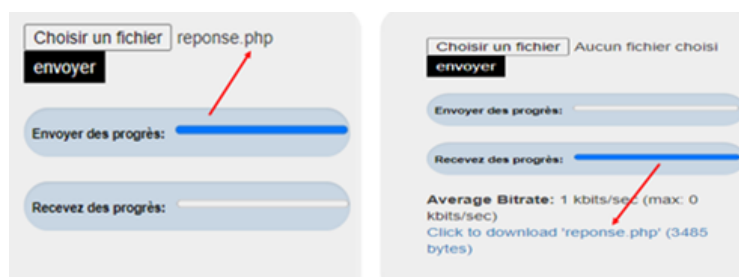 Choisir un fichier reponse.php
envoyer
Envoyer des progrès:
Recevez des progrès:
Choisir un fichier Aucun fichier choisi
envoyer
Envoyer des progrès:
Recevez des progrès:
Average Bitrate: 1 kbits/sec (max: 0
kbits/sec)
Click to download 'reponse.php' (3485
bytes)